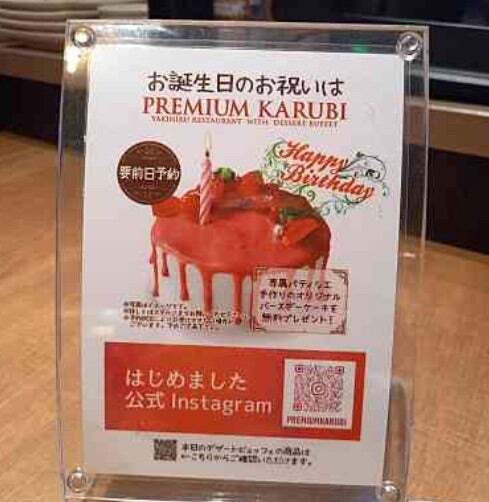 お誕生日のお祝いは
PREMIUM KARUBI
YAKINIKU RESTAURANT WITH DESSERT BUFFET
要前日予約
Happy
Birthday
専属パティシエ
手作りのオリジナル
バースデーケーキを
無料プレゼント!
はじめました
公式 Instagram
PREMIUMKARUBI
本日のデザートビュッフェの商品は
こちらからご確認いただけます。